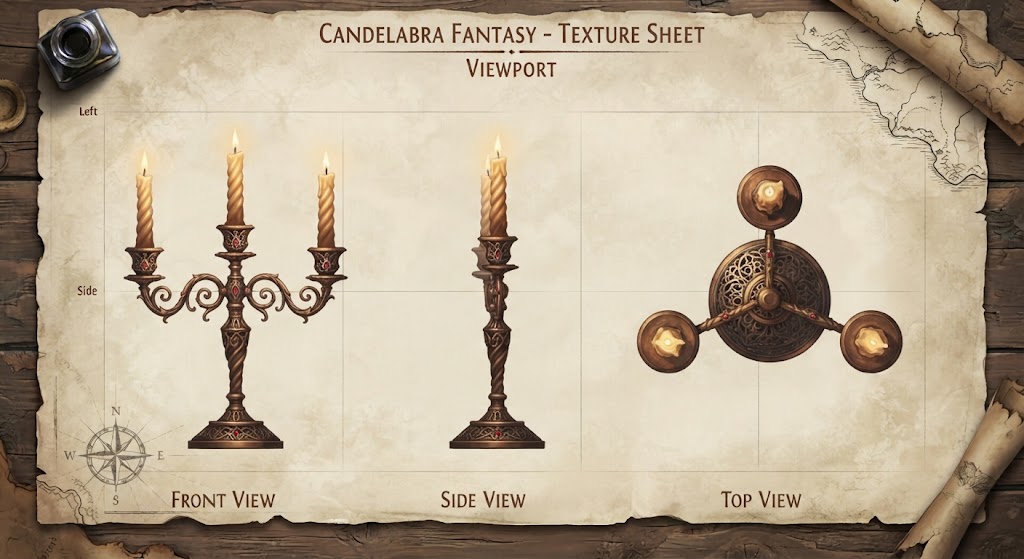 CANDELABRA FANTASY - TEXTURE SHEET
VIEWPORT
Left
Side
N
W E
S
FRONT VIEW
SIDE VIEW
TOP VIEW